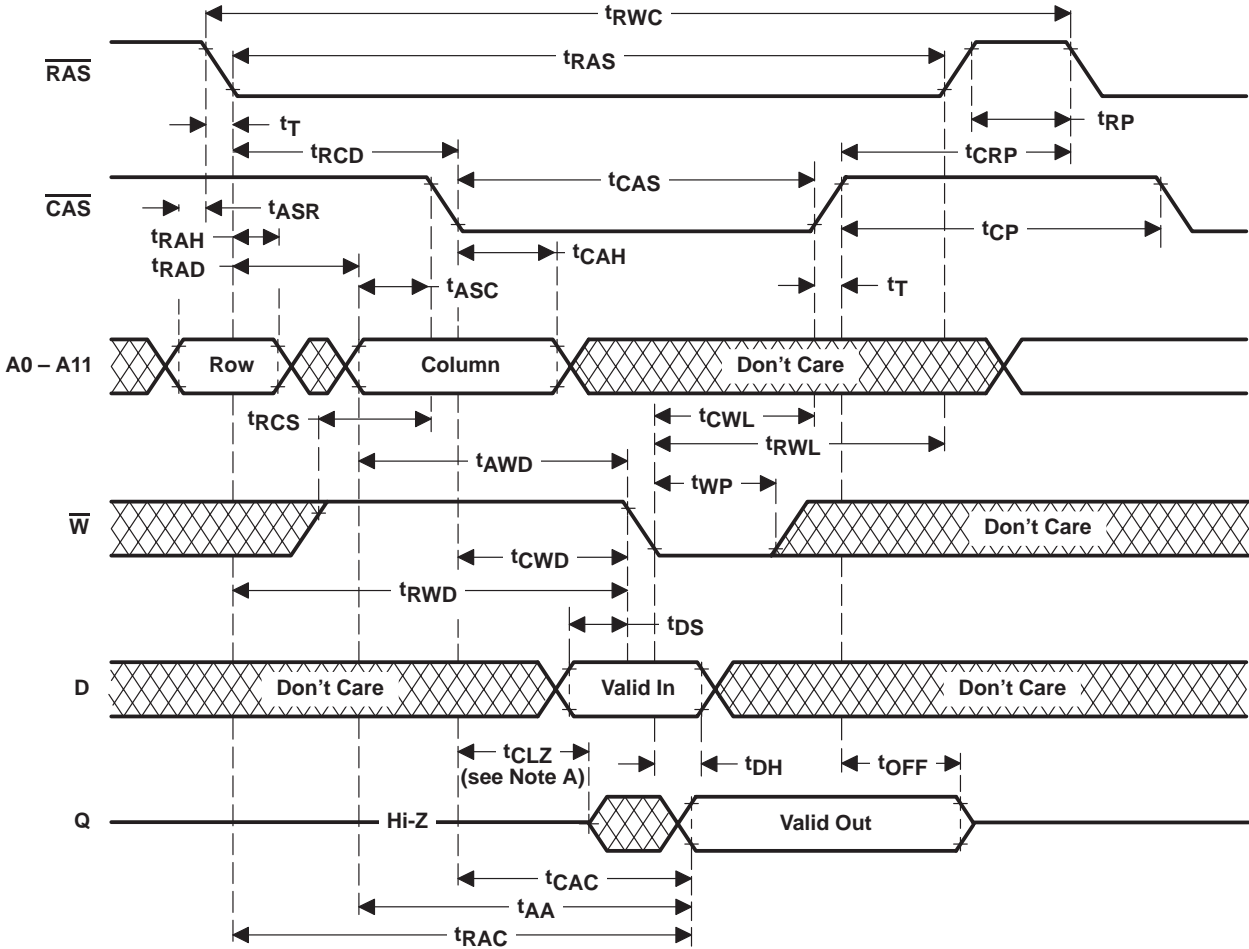 tRWC
RAS
tRAS
tT
tRP
tRCD
tCRP
CAS
tCAS
tASR
tCP
tRAH
tCAH
tRAD
tASC
tT
A0 – A11
Row
Column
Don't Care
tRCS
tCWL
tRWL
tAWD
tWP
W
Don't Care
tCWD
tRWD
tDS
D
Don't Care
Valid In
Don't Care
tCLZ
(see Note A)
tDH
tOFF
Q
Hi-Z
Valid Out
tCAC
tAA
tRAC